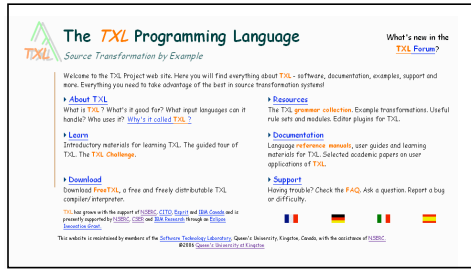 TXL
The TXL Programming Language
Source Transformation by Example
What's new in the
TXL Forum?
Welcome to the TXL Project web site. Here you will find everything about TXL - software, documentation, examples, support and
more. Everything you need to take advantage of the best in source transformation systems!
About TXL
What is TXL ? What's it good for? What input languages can it
handle? Who uses it? Why's it called TXL ?
Resources
The TXL grammar collection. Example transformations. Useful
rule sets and modules. Editor plugins for TXL.
Learn
Introductory materials for learning TXL. The guided tour of
TXL. The TXL Challenge.
Documentation
Language reference manuals, user guides and learning
materials for TXL. Selected academic papers on user
applications of TXL.
Download
Download FreeTXL, a free and freely distributable TXL
compiler/interpreter.
Support
Having trouble? Check the FAQ. Ask a question. Report a bug
or difficulty.
TXL has grown with the support of NSERC, CITO, Esprit and IBM Canada and is
presently supported by NSERC, CSER and IBM Research through an Eclipse
Innovation Grant.
This website is maintained by members of the Software Technology Laboratory, Queen's University, Kingston, Canada, with the assistance of NSERC.
©2006 Queen's University at Kingston